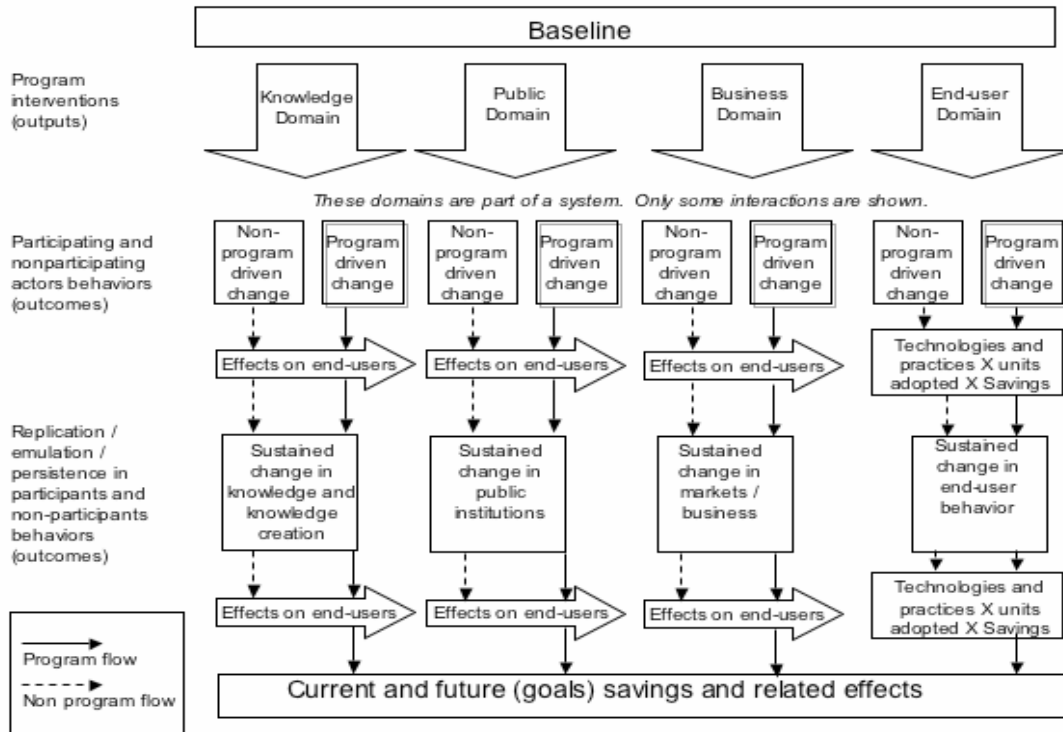 Baseline
Program
interventions
(outputs)
Knowledge
Domain
Public
Domain
Business
Domain
End-user
Domain
These domains are part of a system. Only some interactions are shown.
Participating and
nonparticipating
actors behaviors
(outcomes)
Non-
program
driven
change
Program
driven
change
Non-
program
driven
change
Program
driven
change
Non-
program
driven
change
Program
driven
change
Non-
program
driven
change
Program
driven
change
Effects on end-users
Effects on end-users
Effects on end-users
Technologies and
practices X units
adopted X Savings
Replication /
emulation /
persistence in
participants and
non-participants
behaviors
(outcomes)
Sustained
change in
knowledge and
knowledge
creation
Sustained
change in
public
institutions
Sustained
change in
markets /
business
Sustained
change in
end-user
behavior
Effects on end-users
Effects on end-users
Effects on end-users
Technologies and
practices X units
adopted X Savings
Program flow
Non program flow
Current and future (goals) savings and related effects